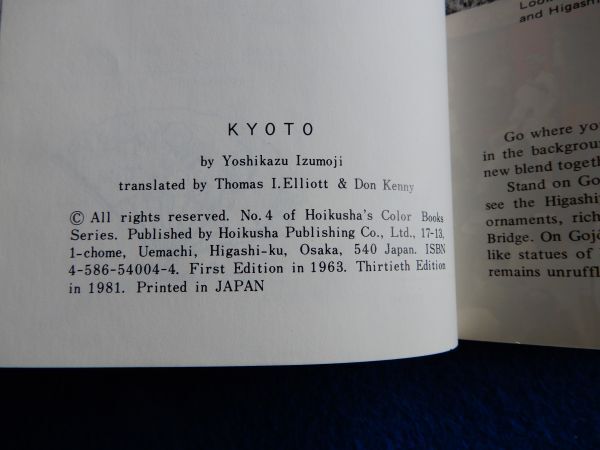 KYOTO
by Yoshikazu Izumoji
translated by Thomas I.Elliott & Don Kenny
© All rights reserved. No.4 of Hoikusha's Color Books
Series. Published by Hoikusha Publishing Co., Ltd., 17-13,
1-chome, Uemachi, Higashi-ku, Osaka, 540 Japan. ISBN
4-586-54004-4. First Edition in 1963. Thirtieth Edition
in 1981. Printed in JAPAN
and Higashi
Go where yo
in the backgroun
new blend togeth
Stand on Go
see the Higashi
ornaments, rich
Bridge. On Gojō
like statues of
remains unruffl